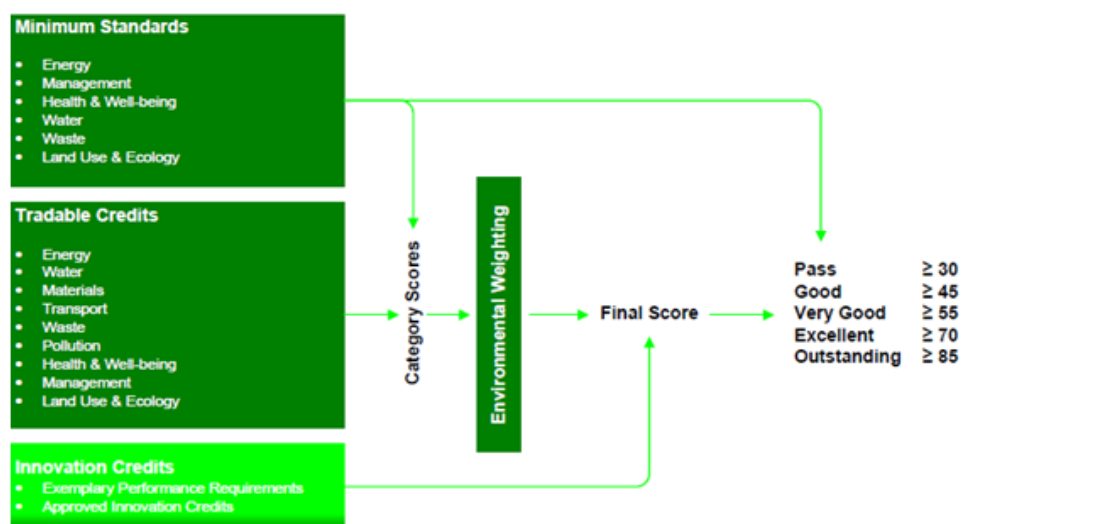 Minimum Standards
• Energy
• Management
• Health & Well-being
• Water
• Waste
• Land Use & Ecology
Tradable Credits
• Energy
• Water
• Materials
• Transport
• Waste
• Pollution
• Health & Well-being
• Management
• Land Use & Ecology
Innovation Credits
• Exemplary Performance Requirements
• Approved Innovation Credits
Category Scores
Environmental Weighting
Final Score
Pass ≥ 30
Good ≥ 45
Very Good ≥ 55
Excellent ≥ 70
Outstanding ≥ 85